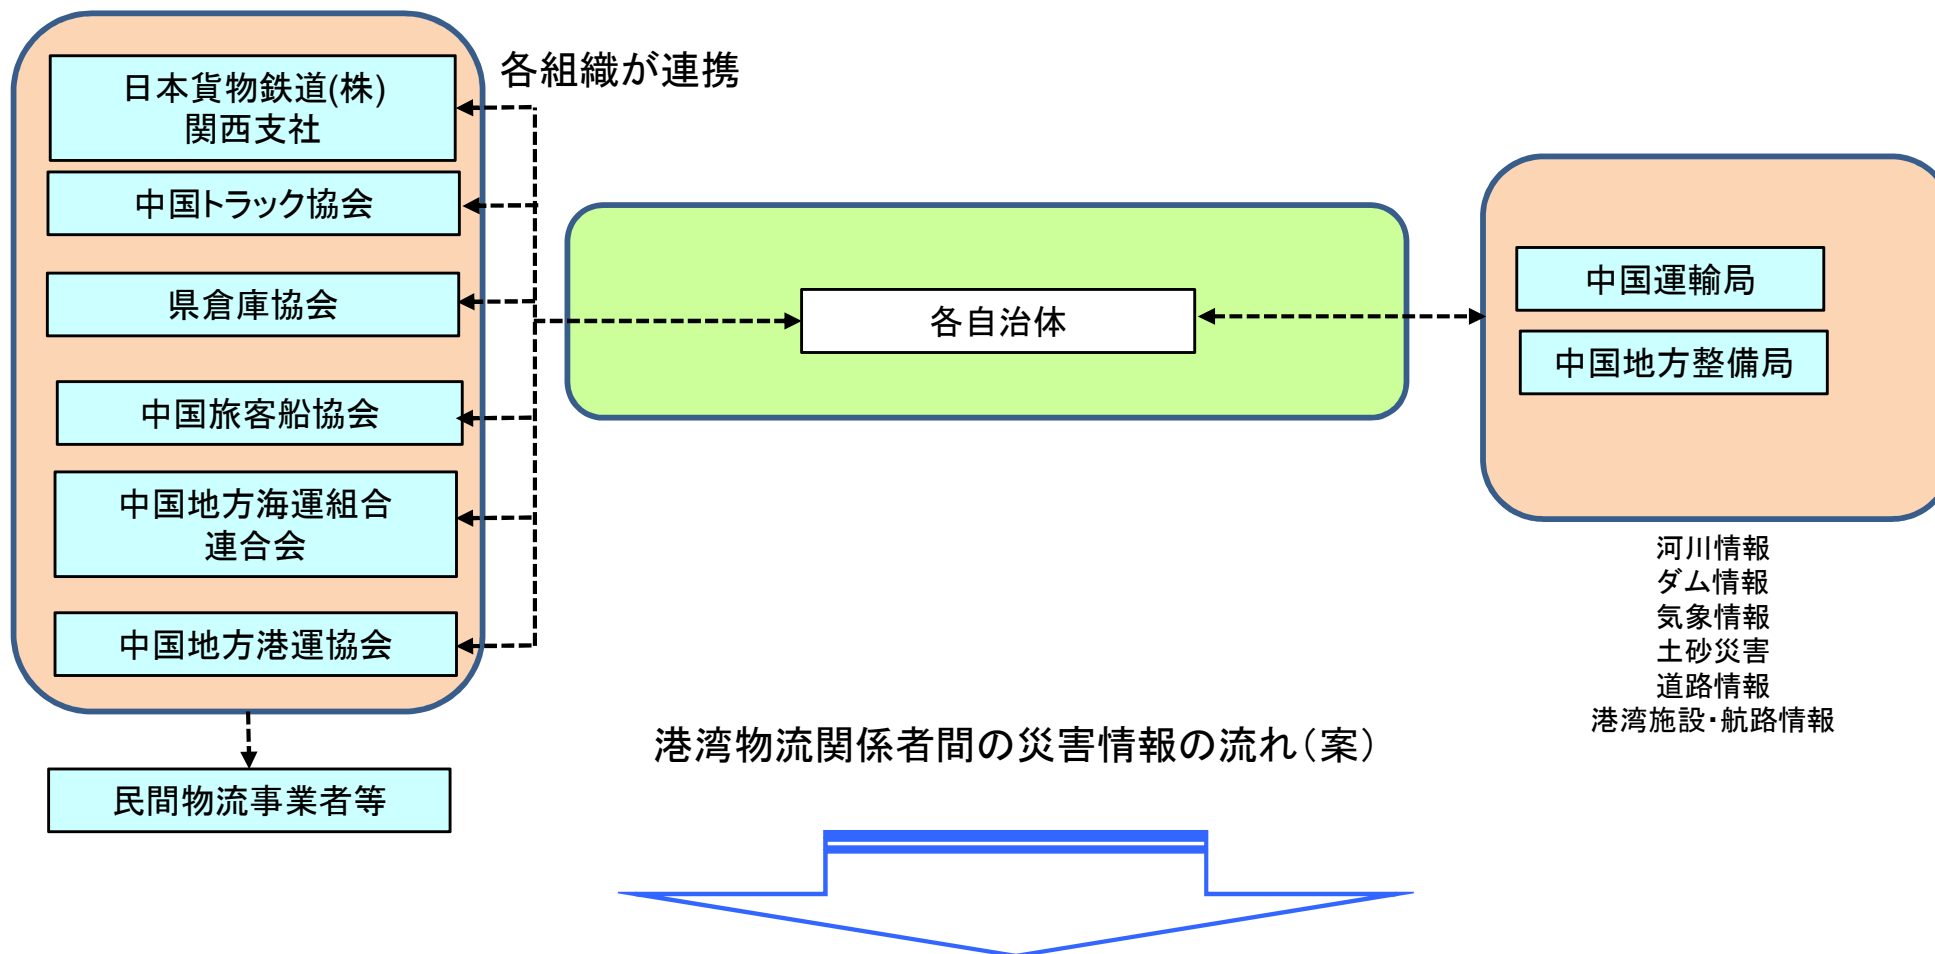 各組織が連携
日本貨物鉄道(株)
関西支社
中国トラック協会
県倉庫協会
中国旅客船協会
中国地方海運組合
連合会
中国地方港運協会
民間物流事業者等
各自治体
中国運輸局
中国地方整備局
河川情報
ダム情報
気象情報
土砂災害
道路情報
港湾施設・航路情報
港湾物流関係者間の災害情報の流れ（案）